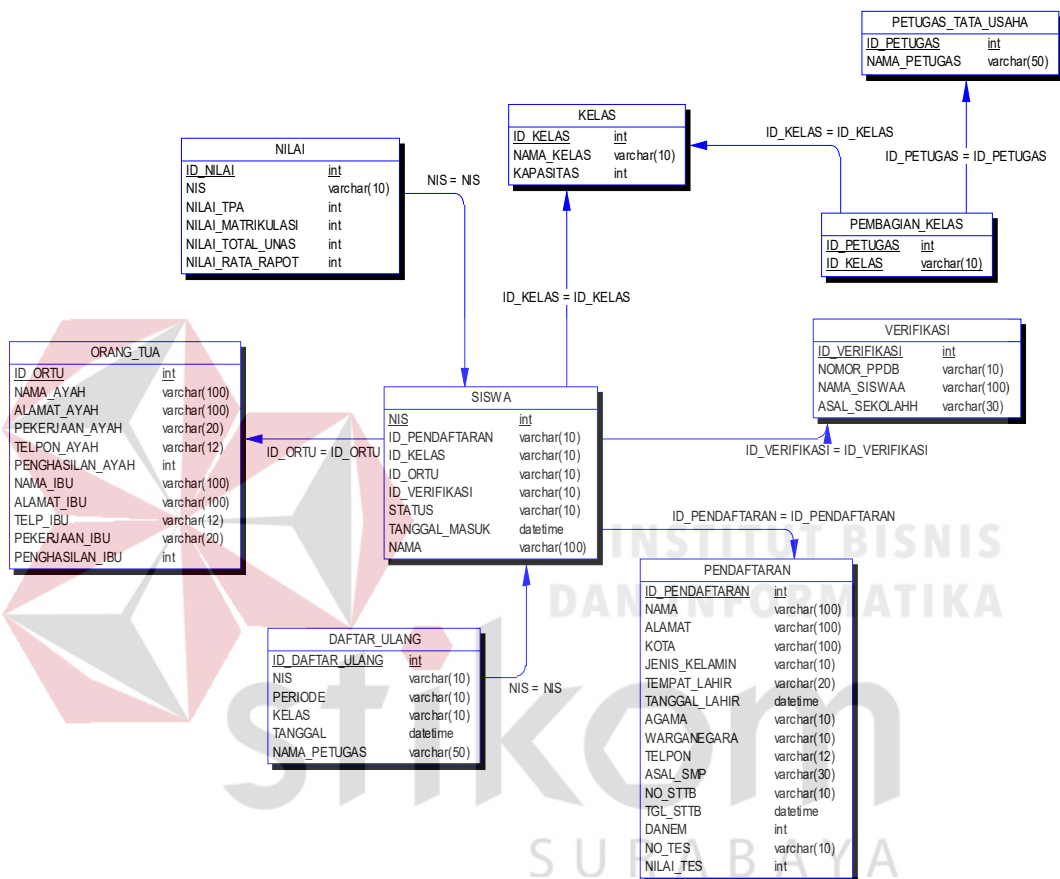 PETUGAS_TATA_USAHA
ID_PETUGAS int
NAMA_PETUGAS varchar(50)
KELAS
ID_KELAS int
NAMA_KELAS varchar(10)
KAPASITAS int
ID_KELAS = ID_KELAS
ID_PETUGAS = ID_PETUGAS
NILAI
ID_NILAI int
NIS varchar(10)
NILAI_TPA int
NILAI_MATRIKULASI int
NILAI_TOTAL_UNAS int
NILAI_RATA_RAPOT int
NIS = NIS
PEMBAGIAN_KELAS
ID_PETUGAS int
ID_KELAS varchar(10)
ID_KELAS = ID_KELAS
VERIFIKASI
ID_VERIFIKASI int
NOMOR_PPDB varchar(10)
NAMA_SISWAA varchar(100)
ASAL_SEKOLAHH varchar(30)
ORANG_TUA
ID_ORTU int
NAMA_AYAH varchar(100)
ALAMAT_AYAH varchar(100)
PEKERJAAN_AYAH varchar(20)
TELPON_AYAH varchar(12)
PENGHASILAN_AYAH int
NAMA_IBU varchar(100)
ALAMAT_IBU varchar(100)
TELP_IBU varchar(12)
PEKERJAAN_IBU varchar(20)
PENGHASILAN_IBU int
ID_ORTU = ID_ORTU
SISWA
NIS int
ID_PENDAFTARAN varchar(10)
ID_KELAS varchar(10)
ID_ORTU varchar(10)
ID_VERIFIKASI varchar(10)
STATUS varchar(10)
TANGGAL_MASUK datetime
NAMA varchar(100)
ID_VERIFIKASI = ID_VERIFIKASI
ID_PENDAFTARAN = ID_PENDAFTARAN
INSTITUT BISNIS
DAN INFORMATIKA
PENDAFTARAN
ID_PENDAFTARAN int
NAMA varchar(100)
ALAMAT varchar(100)
KOTA varchar(100)
JENIS_KELAMIN varchar(10)
TEMPAT_LAHIR varchar(20)
TANGGAL_LAHIR datetime
AGAMA varchar(10)
WARGANEGARA varchar(10)
TELPON varchar(12)
ASAL_SMP varchar(30)
NO_STTB varchar(10)
TGL_STTB datetime
DANEM int
NO_TES varchar(10)
NILAI_TES int
DAFTAR_ULANG
ID_DAFTAR_ULANG int
NIS varchar(10)
PERIODE varchar(10)
KELAS varchar(10)
TANGGAL datetime
NAMA_PETUGAS varchar(50)
NIS = NIS
stikom
SURABAYA